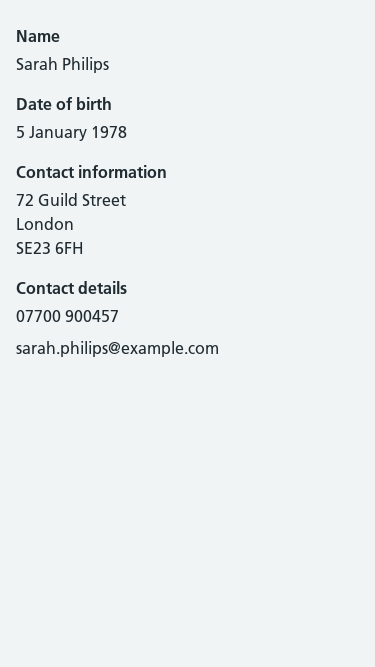 Name
Sarah Philips
Date of birth
5 January 1978
Contact information
72 Guild Street
London
SE23 6FH
Contact details
07700 900457
sarah.philips@example.com